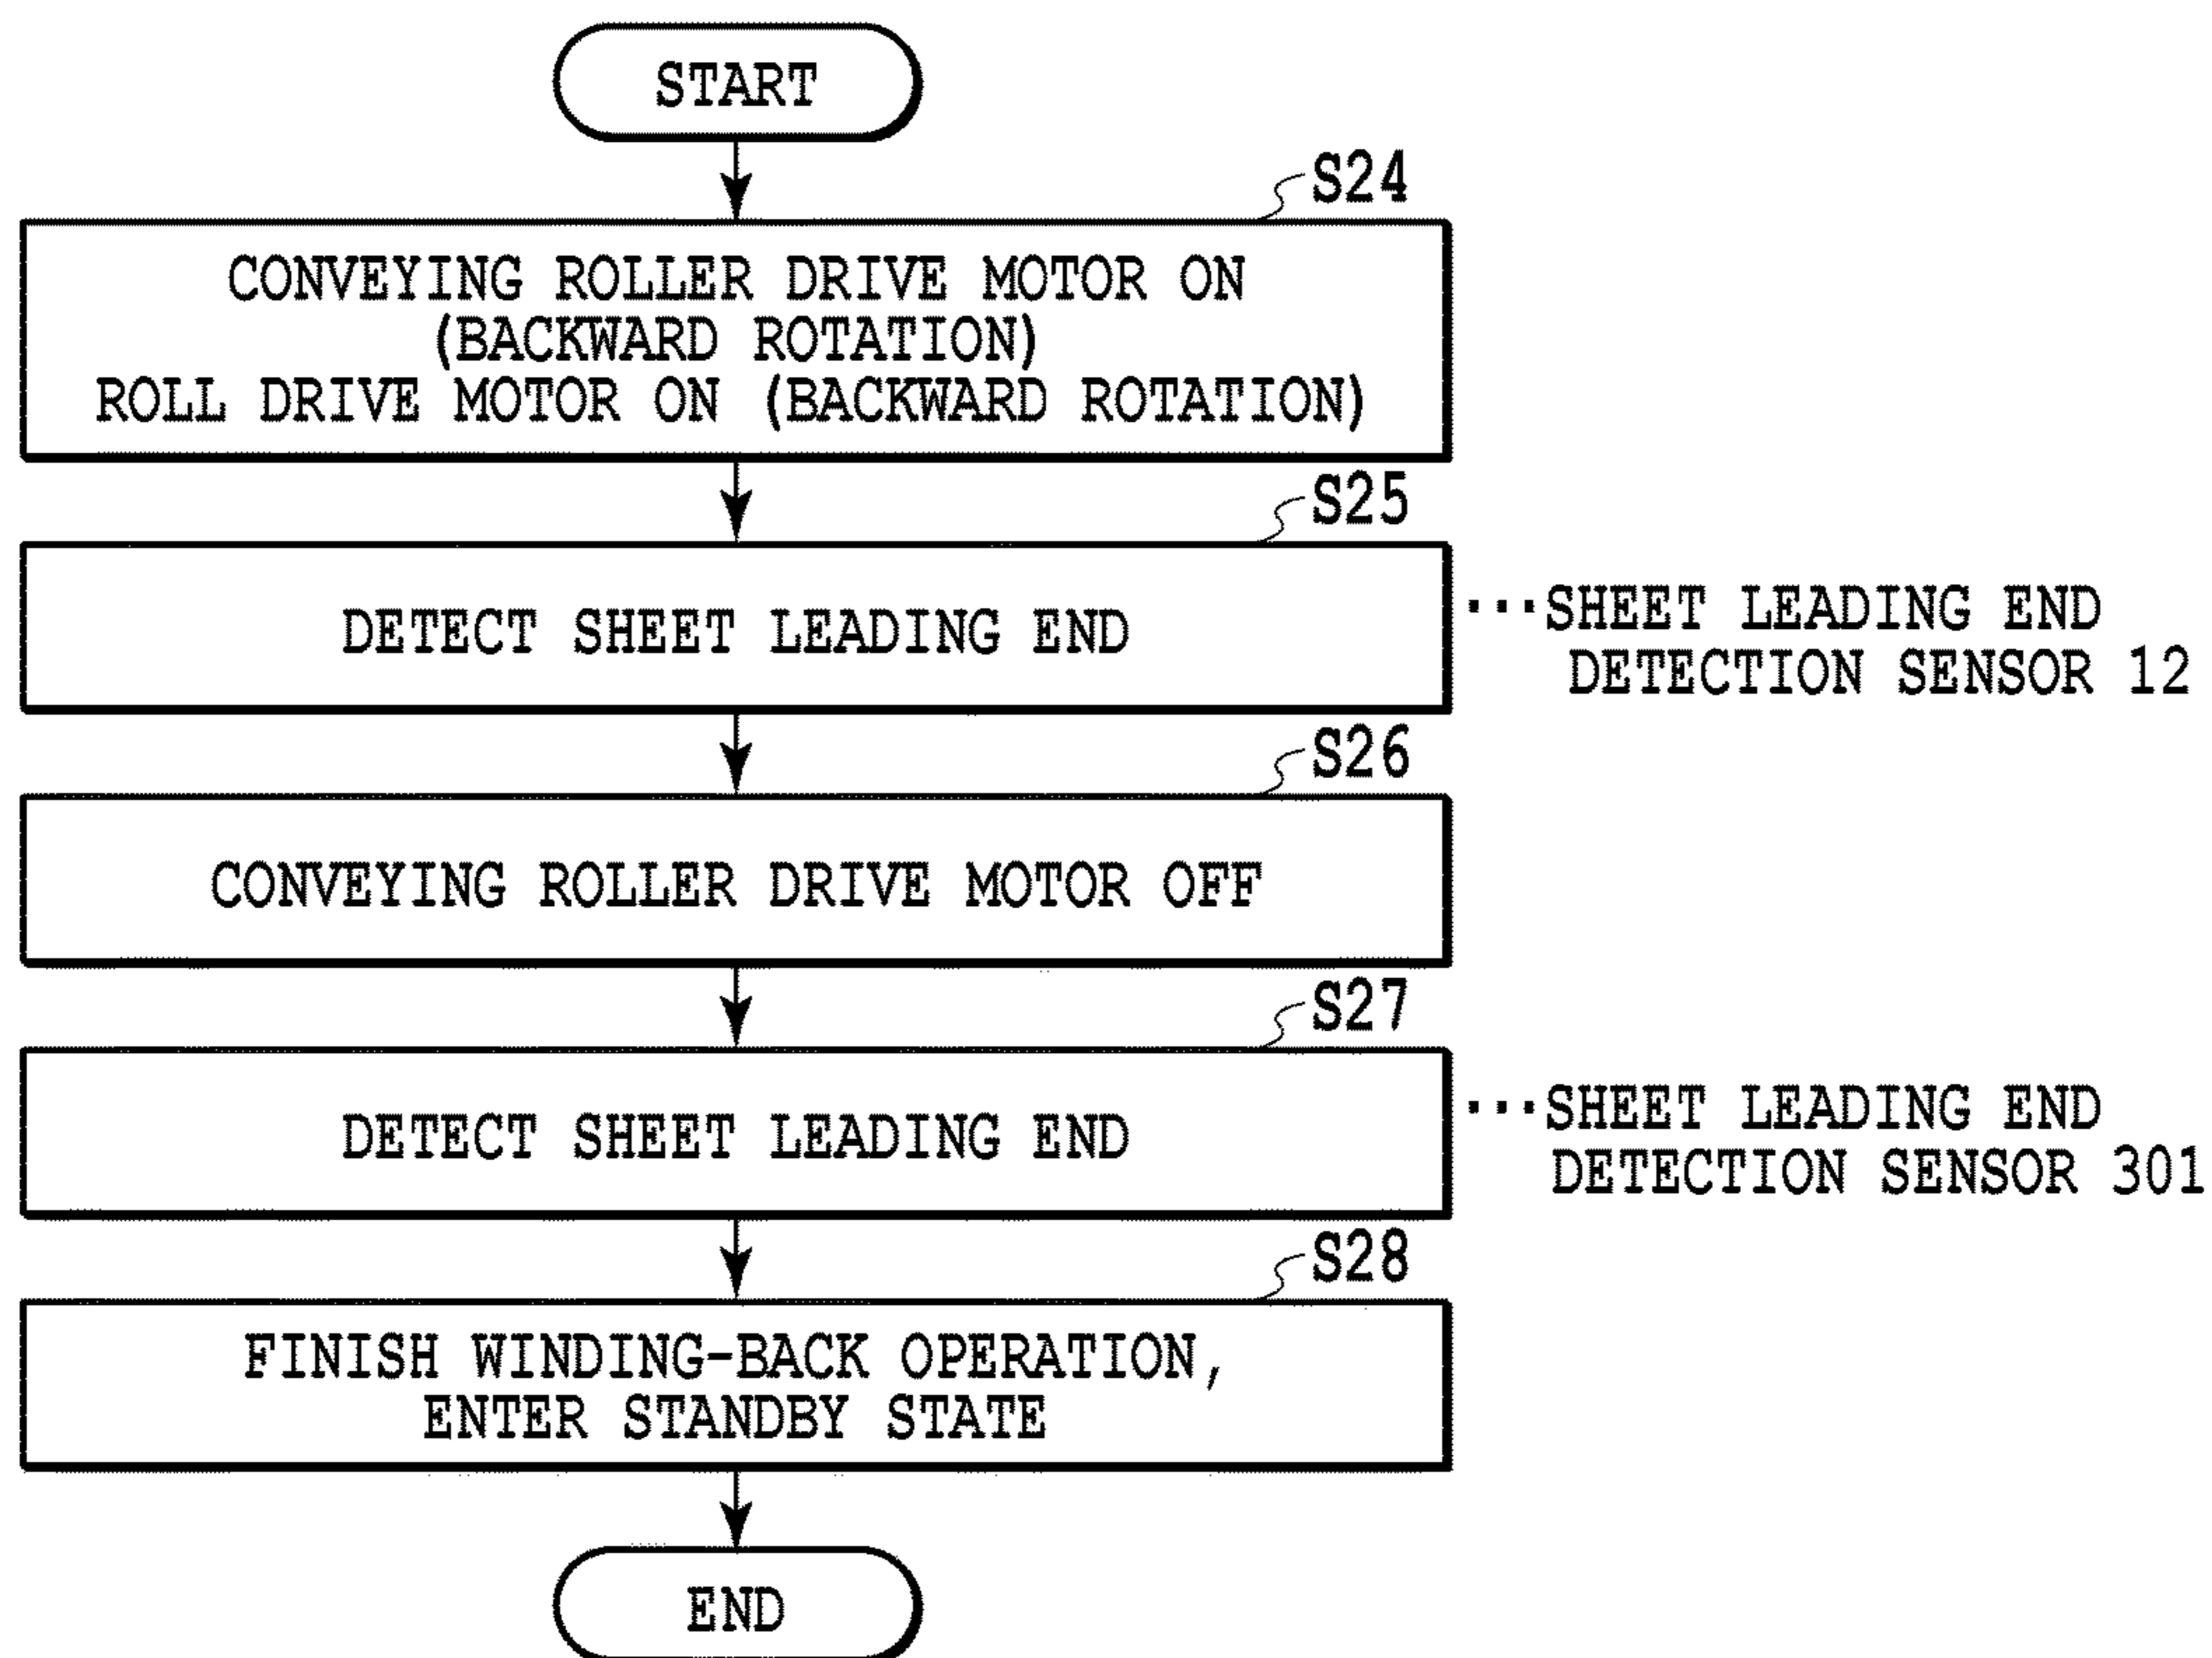 START
S24
CONVEYING ROLLER DRIVE MOTOR ON
(BACKWARD ROTATION)
ROLL DRIVE MOTOR ON (BACKWARD ROTATION)
S25
DETECT SHEET LEADING END
···SHEET LEADING END
DETECTION SENSOR 12
S26
CONVEYING ROLLER DRIVE MOTOR OFF
S27
DETECT SHEET LEADING END
···SHEET LEADING END
DETECTION SENSOR 301
S28
FINISH WINDING-BACK OPERATION,
ENTER STANDBY STATE
END